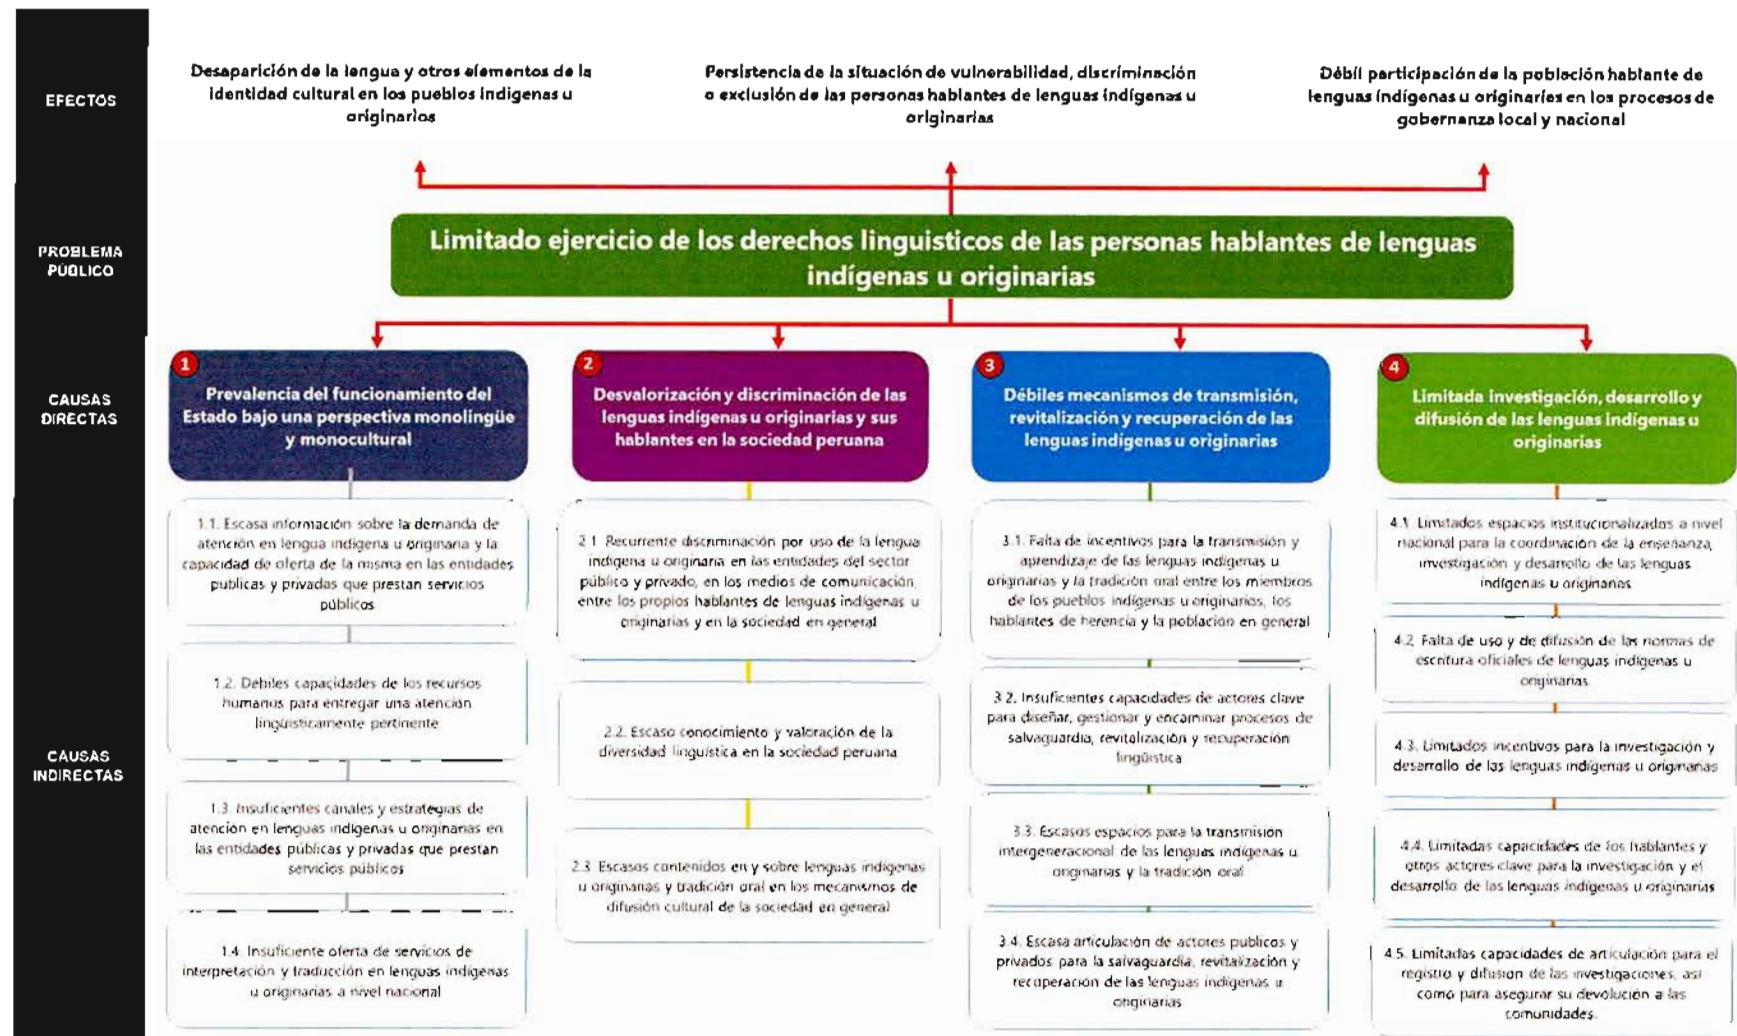 EFECTOS
Desaparición de la lengua y otros elementos de la
identidad cultural en los pueblos indígenas u
originarios
Persistencia de la situación de vulnerabilidad, discriminación
o exclusión de las personas hablantes de lenguas indígenas u
originarias
Débil participación de la población hablante de
lenguas indígenas u originarias en los procesos de
gobernanza local y nacional
PROBLEMA
PÚBLICO
Limitado ejercicio de los derechos linguisticos de las personas hablantes de lenguas
indígenas u originarias
CAUSAS
DIRECTAS
1
Prevalencia del funcionamiento del
Estado bajo una perspectiva monolingüe
y monocultural
2
Desvalorización y discriminación de las
lenguas indígenas u originarias y sus
hablantes en la sociedad peruana
3
Débiles mecanismos de transmisión,
revitalización y recuperación de las
lenguas indígenas u originarias
4
Limitada investigación, desarrollo y
difusión de las lenguas indígenas u
originarias
CAUSAS
INDIRECTAS
1.1. Escasa información sobre la demanda de
atención en lengua indígena u originaria y la
capacidad de oferta de la misma en las entidades
publicas y privadas que prestan servicios
públicos
1.2. Débiles capacidades de los recursos
humanos para entregar una atención
lingüísticamente pertinente
1.3. Insuficientes canales y estrategias de
atención en lenguas indígenas u originarias en
las entidades públicas y privadas que prestan
servicios públicos
1.4. Insuficiente oferta de servicios de
interpretación y traducción en lenguas indígenas
u originarias a nivel nacional
2.1. Recurrente discriminación por uso de la lengua
indígena u originaria en las entidades del sector
público y privado, en los medios de comunicación,
entre los propios hablantes de lenguas indígenas u
originarias y en la sociedad en general
2.2. Escaso conocimiento y valoración de la
diversidad linguística en la sociedad peruana
2.3. Escasos contenidos en y sobre lenguas indígenas
u originarias y tradición oral en los mecanismos de
difusión cultural de la sociedad en general
3.1. Falta de incentivos para la transmisión y
aprendizaje de las lenguas indígenas u
originarias y la tradición oral entre los miembros
de los pueblos indígenas u originarios, los
hablantes de herencia y la población en general
3.2. Insuficientes capacidades de actores clave
para diseñar, gestionar y encaminar procesos de
salvaguardia, revitalización y recuperación
lingüística
3.3. Escasos espacios para la transmisión
intergeneracional de las lenguas indígenas u
originarias y la tradición oral
3.4. Escasa articulación de actores publicos y
privados para la salvaguardia, revitalización y
recuperación de las lenguas indígenas u
originarias
4.1. Limitados espacios institucionalizados a nivel
nacional para la coordinación de la enseñanza,
investigación y desarrollo de las lenguas
indígenas u originarias
4.2. Falta de uso y de difusión de las normas de
escritura oficiales de lenguas indígenas u
originarias
4.3. Limitados incentivos para la investigación y
desarrollo de las lenguas indígenas u originarias
4.4. Limitadas capacidades de los hablantes y
otros actores clave para la investigación y el
desarrollo de las lenguas indígenas u originarias
4.5. Limitadas capacidades de articulación para el
registro y difusión de las investigaciones, así
como para asegurar su devolución a las
comunidades.